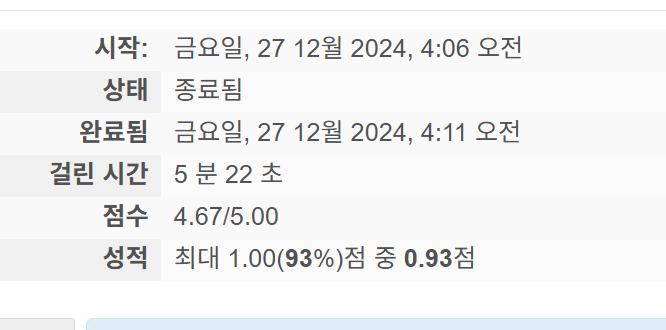 시작: 금요일, 27 12월 2024, 4:06 오전
상태 종료됨
완료됨 금요일, 27 12월 2024, 4:11 오전
걸린 시간 5 분 22 초
점수 4.67/5.00
성적 최대 1.00(93%)점 중 0.93점